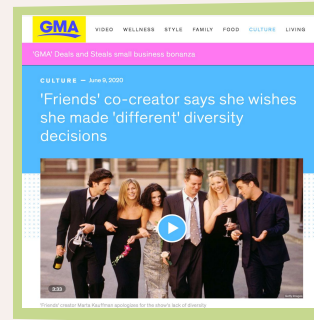 GMA
VIDEO WELLNESS STYLE FAMILY FOOD CULTURE LIVING
'GMA' Deals and Steals small business bonanza
CULTURE — June 9, 2020
'Friends' co-creator says she wishes
she made 'different' diversity
decisions
3:33
Getty Images
'Friends' creator Marta Kauffman apologizes for the show's lack of diversity